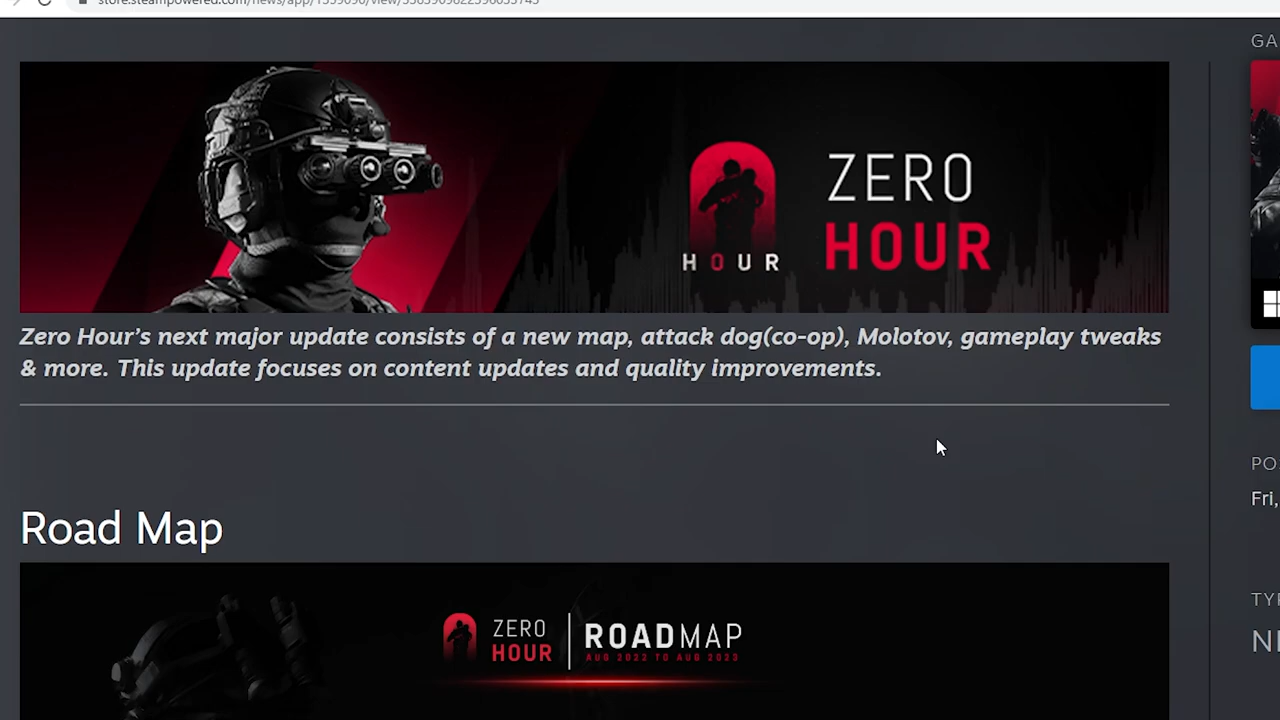 GA
HOUR
ZERO
HOUR
Zero Hour's next major update consists of a new map, attack dog(co-op), Molotov, gameplay tweaks
& more. This update focuses on content updates and quality improvements.
Fri,
Road Map
ZERO
HOUR
ROADMAP
AUG 2022 TO AUG 2023